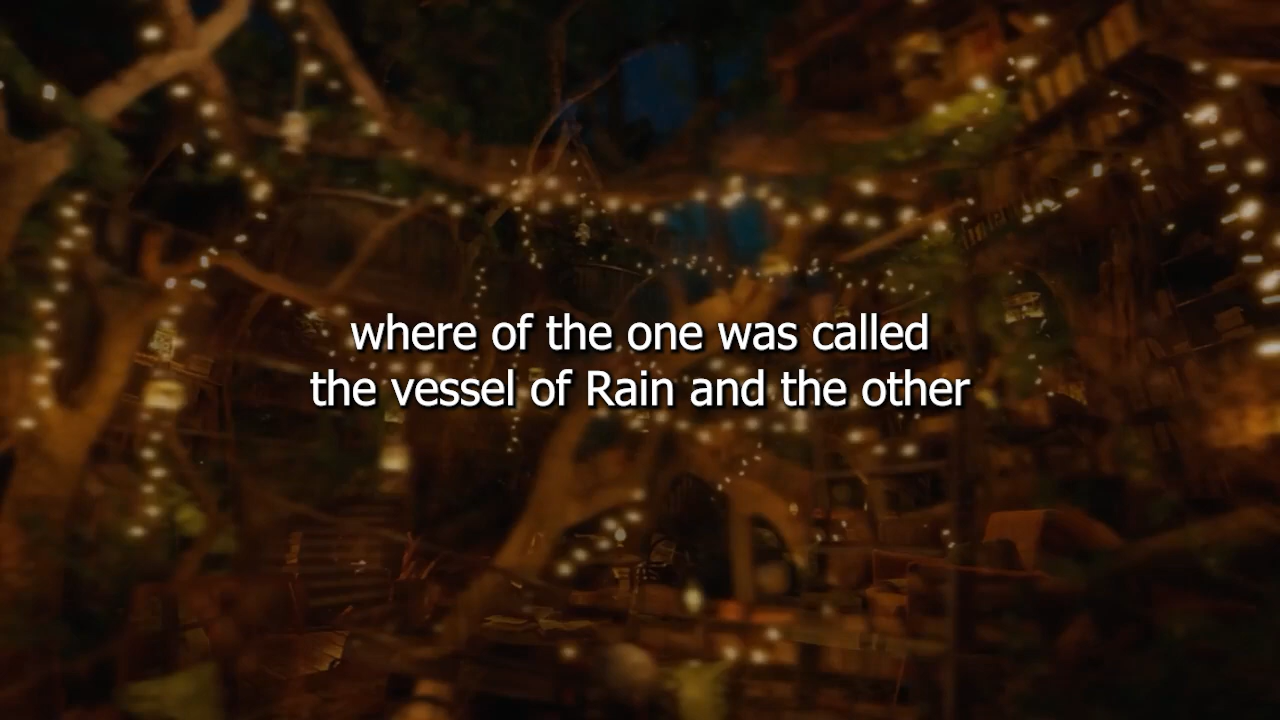 where of the one was called
the vessel of Rain and the other